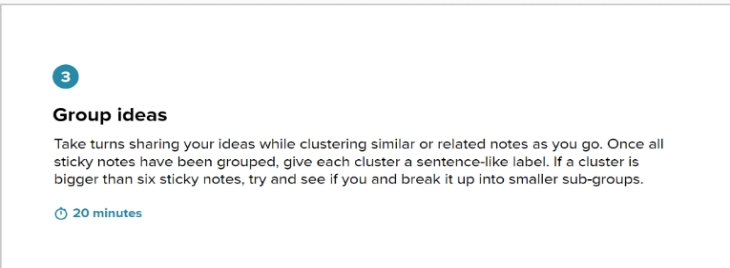 3
Group ideas
Take turns sharing your ideas while clustering similar or related notes as you go. Once all
sticky notes have been grouped, give each cluster a sentence-like label. If a cluster is
bigger than six sticky notes, try and see if you and break it up into smaller sub-groups.
20 minutes